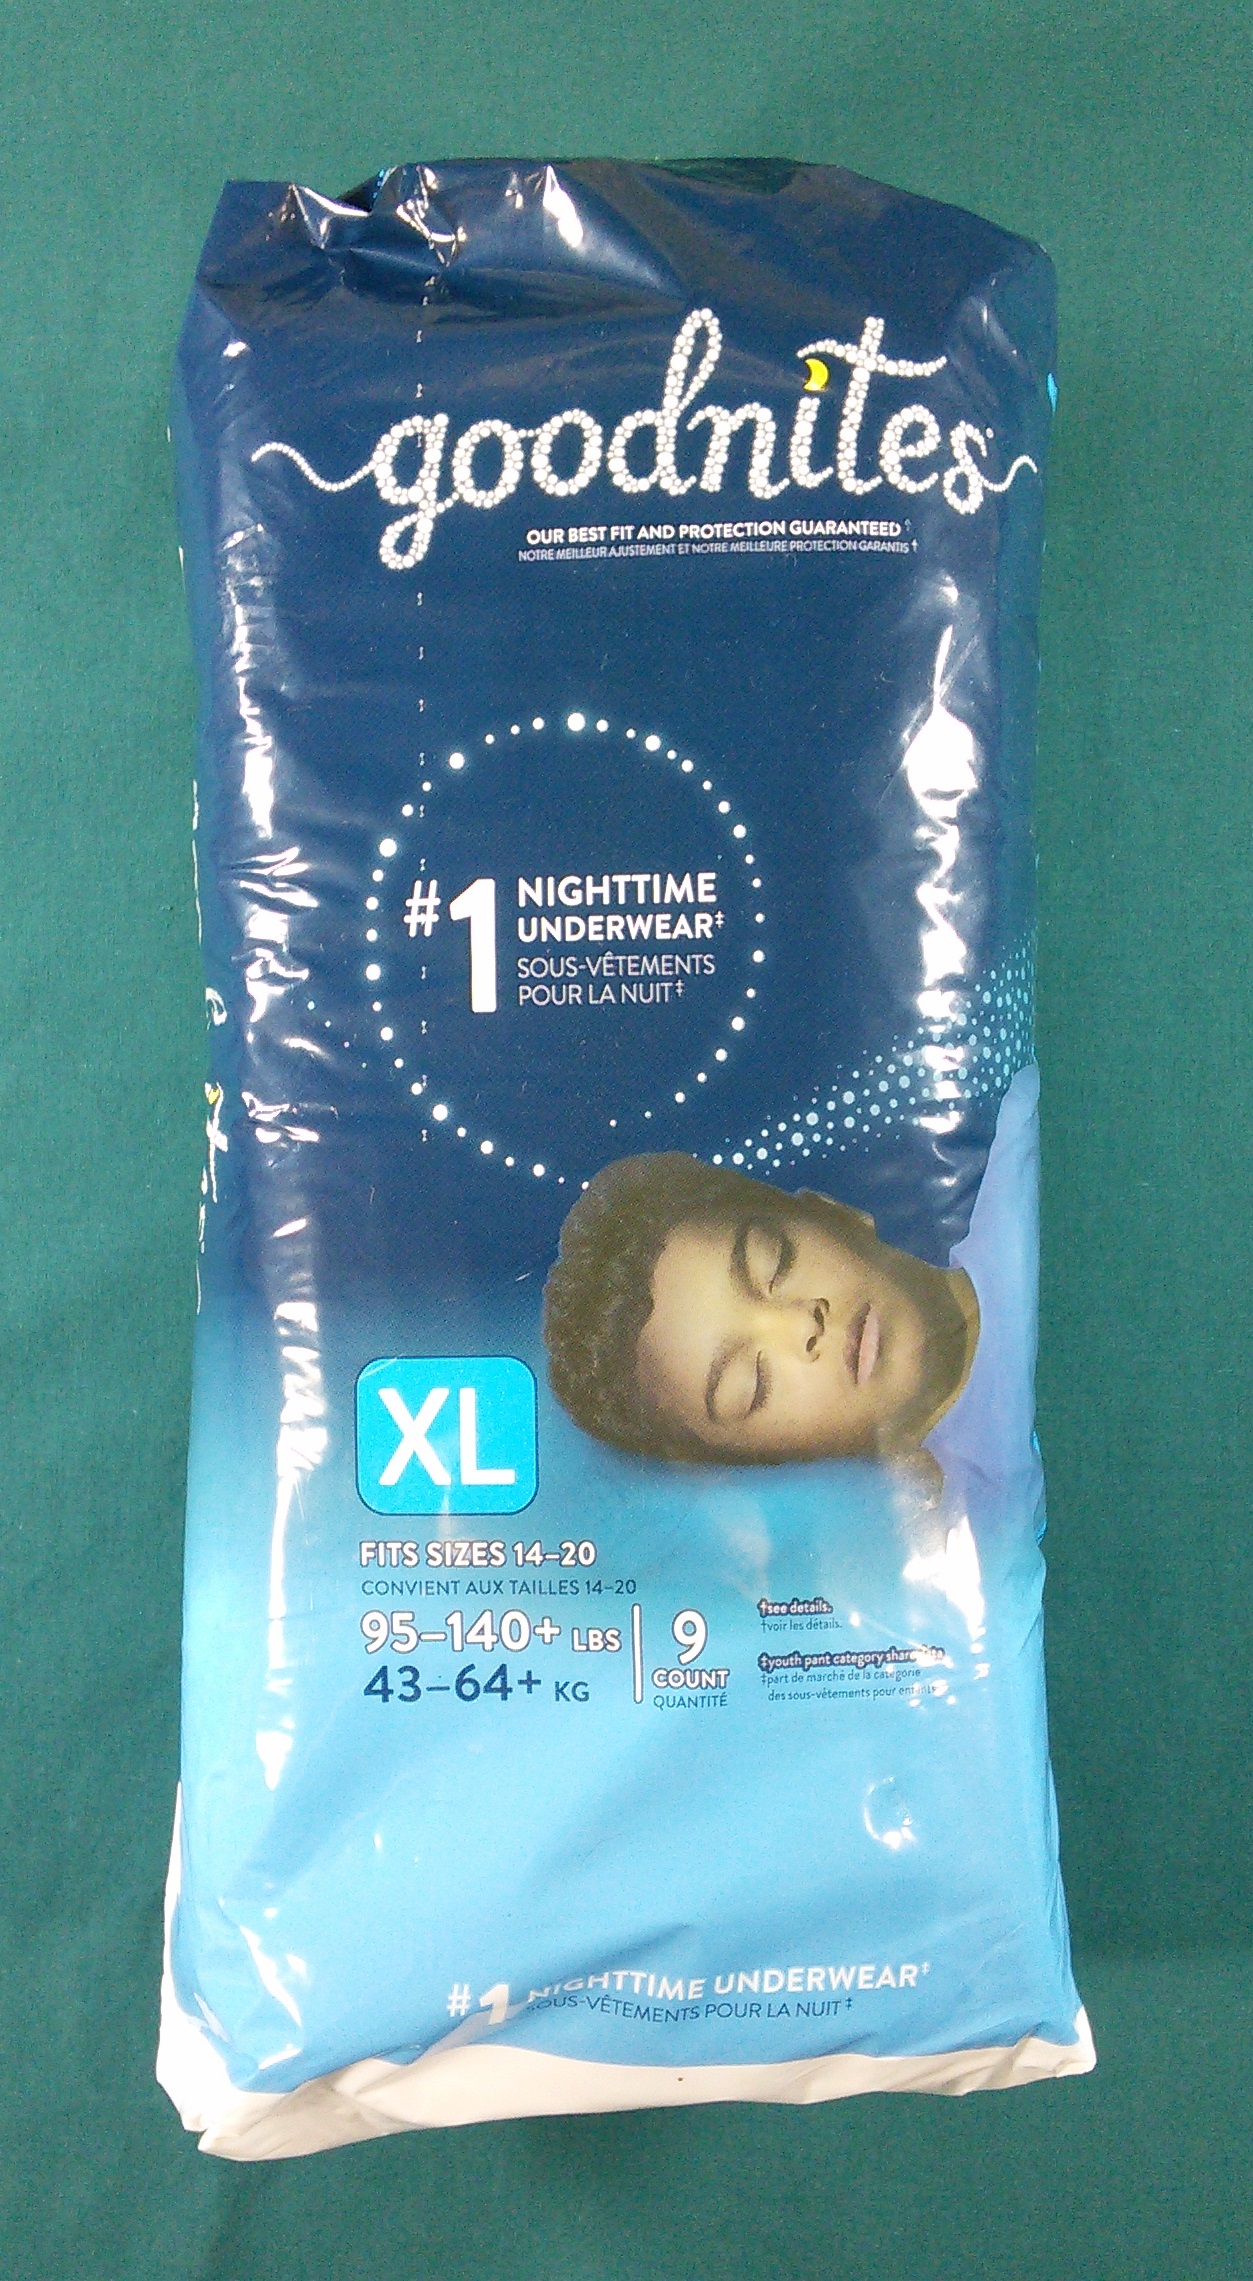 goodnites
OUR BEST FIT AND PROTECTION GUARANTEED†
NOTRE MEILLEUR AJUSTEMENT ET NOTRE MEILLEURE PROTECTION GARANTIS†
#1 NIGHTTIME
UNDERWEAR‡
SOUS-VÊTEMENTS
POUR LA NUIT‡
XL
FITS SIZES 14–20
CONVIENT AUX TAILLES 14–20
95–140+ LBS
43–64+ KG
9
COUNT
QUANTITÉ
†see details.
†voir les détails.
‡youth pant category share
‡part de marché de la catégorie
des sous-vêtements pour enfants
#1 NIGHTTIME UNDERWEAR‡
SOUS-VÊTEMENTS POUR LA NUIT‡